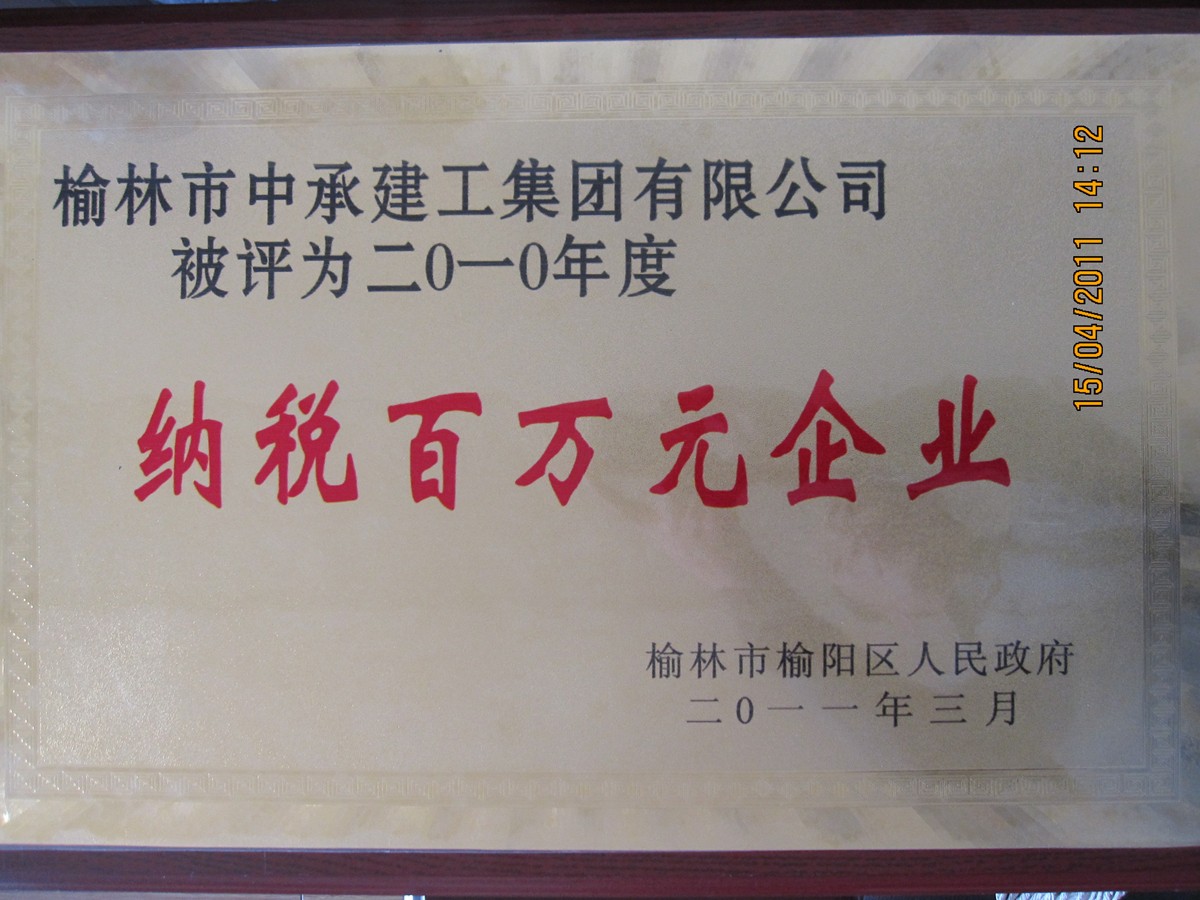 榆林市中承建工集团有限公司
被评为二0一0年度
纳税百万元企业
榆林市榆阳区人民政府
二0一一年三月
15/04/2011 14:12